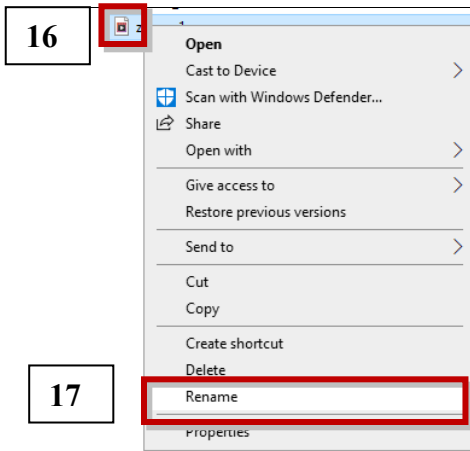 16
z
Open
Cast to Device
Scan with Windows Defender...
Share
Open with
Give access to
Restore previous versions
Send to
Cut
Copy
Create shortcut
Delete
17
Rename
Properties